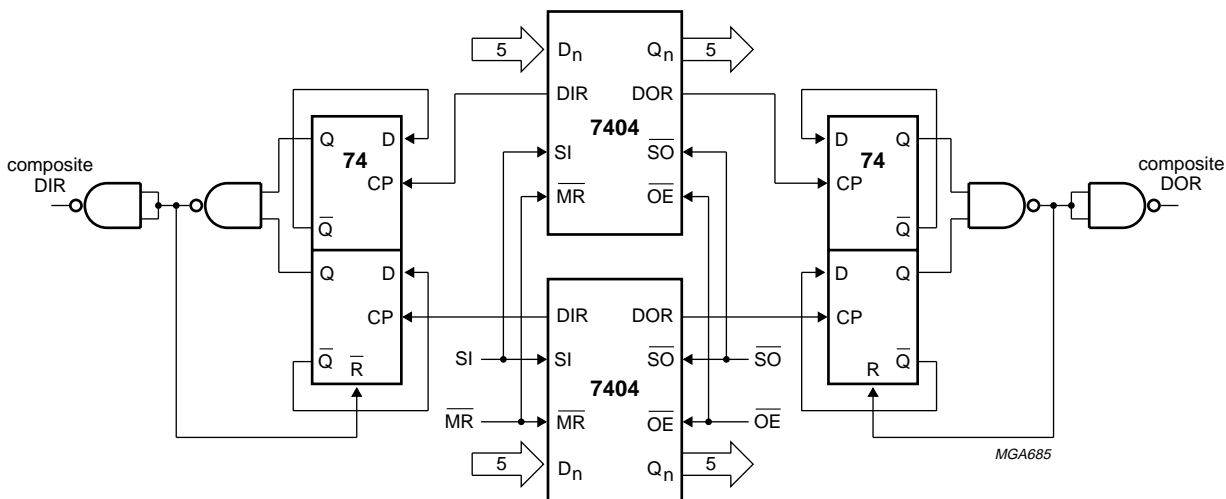 5
Dn
Qn
5
DIR
DOR
7404
SI
SO
MR
OE
Q
D
74
CP
Q
Q
D
CP
Q
R
composite
DIR
D
Q
74
CP
Q
D
Q
CP
R
Q
composite
DOR
DIR
DOR
SI
SI
SO
SO
7404
MR
MR
OE
OE
5
Dn
Qn
5
MGA685